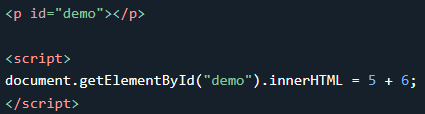 <p id="demo"></p>
<script>
document.getElementById("demo").innerHTML = 5 + 6;
</script>